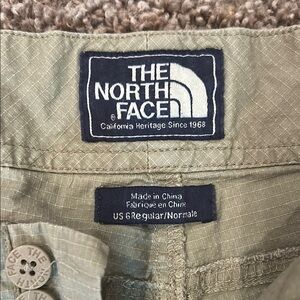 THE
NORTH
FACE
®
California Heritage Since 1968
Made in China
Fabriqué en Chine
US 6 Regular/Normale